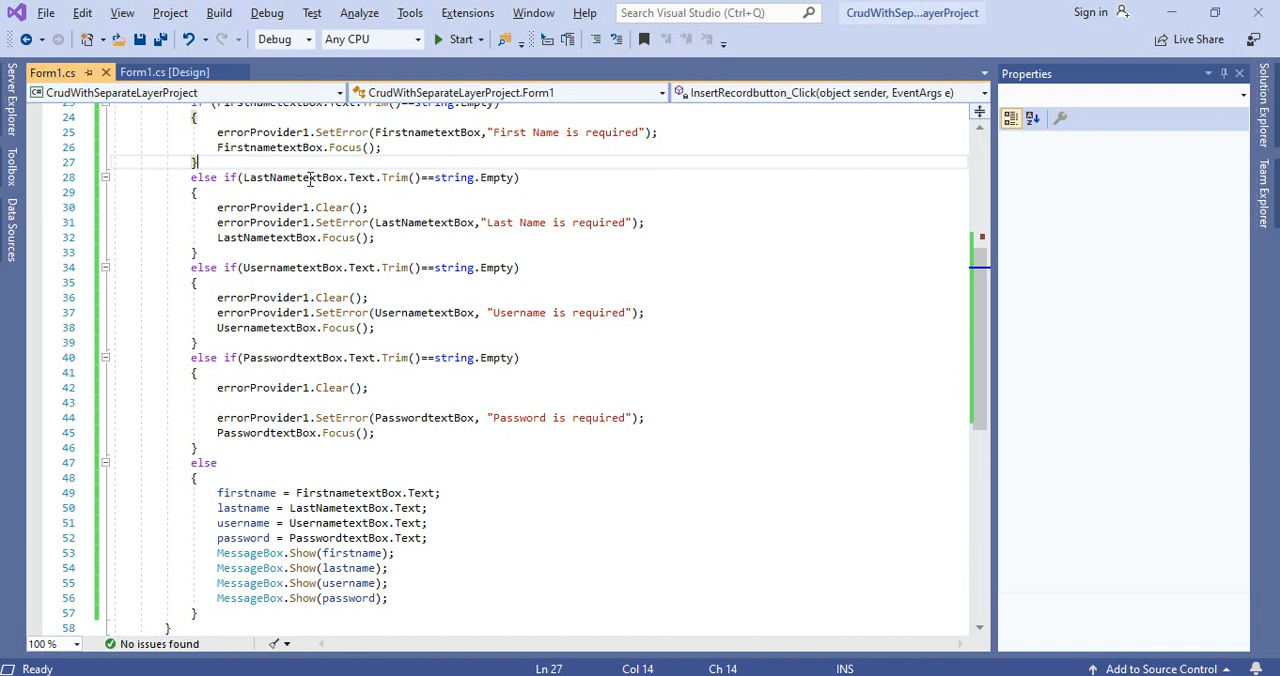 File Edit View Project Build Debug Test Analyze Tools Extensions Window Help Search Visual Studio (Ctrl+Q) CrudWithSep...ayerProject Sign in
Debug Any CPU Start Live Share
Form1.cs Form1.cs [Design] Properties
CrudWithSeparateLayerProject CrudWithSeparateLayerProject.Form1 InsertRecordbutton_Click(object sender, EventArgs e)
Server Explorer
Toolbox
Data Sources
Solution Explorer
Team Explorer
23 if (FirstnametextBox.Text.Trim()==string.Empty)
24 {
25 errorProvider1.SetError(FirstnametextBox,"First Name is required");
26 FirstnametextBox.Focus();
27 }
28 else if(LastNametextBox.Text.Trim()==string.Empty)
29 {
30 errorProvider1.Clear();
31 errorProvider1.SetError(LastNametextBox,"Last Name is required");
32 LastNametextBox.Focus();
33 }
34 else if(UsernametextBox.Text.Trim()==string.Empty)
35 {
36 errorProvider1.Clear();
37 errorProvider1.SetError(UsernametextBox, "Username is required");
38 UsernametextBox.Focus();
39 }
40 else if(PasswordtextBox.Text.Trim()==string.Empty)
41 {
42 errorProvider1.Clear();
43
44 errorProvider1.SetError(PasswordtextBox, "Password is required");
45 PasswordtextBox.Focus();
46 }
47 else
48 {
49 firstname = FirstnametextBox.Text;
50 lastname = LastNametextBox.Text;
51 username = UsernametextBox.Text;
52 password = PasswordtextBox.Text;
53 MessageBox.Show(firstname);
54 MessageBox.Show(lastname);
55 MessageBox.Show(username);
56 MessageBox.Show(password);
57 }
58 }
100 % No issues found
Ready Ln 27 Col 14 Ch 14 INS Add to Source Control